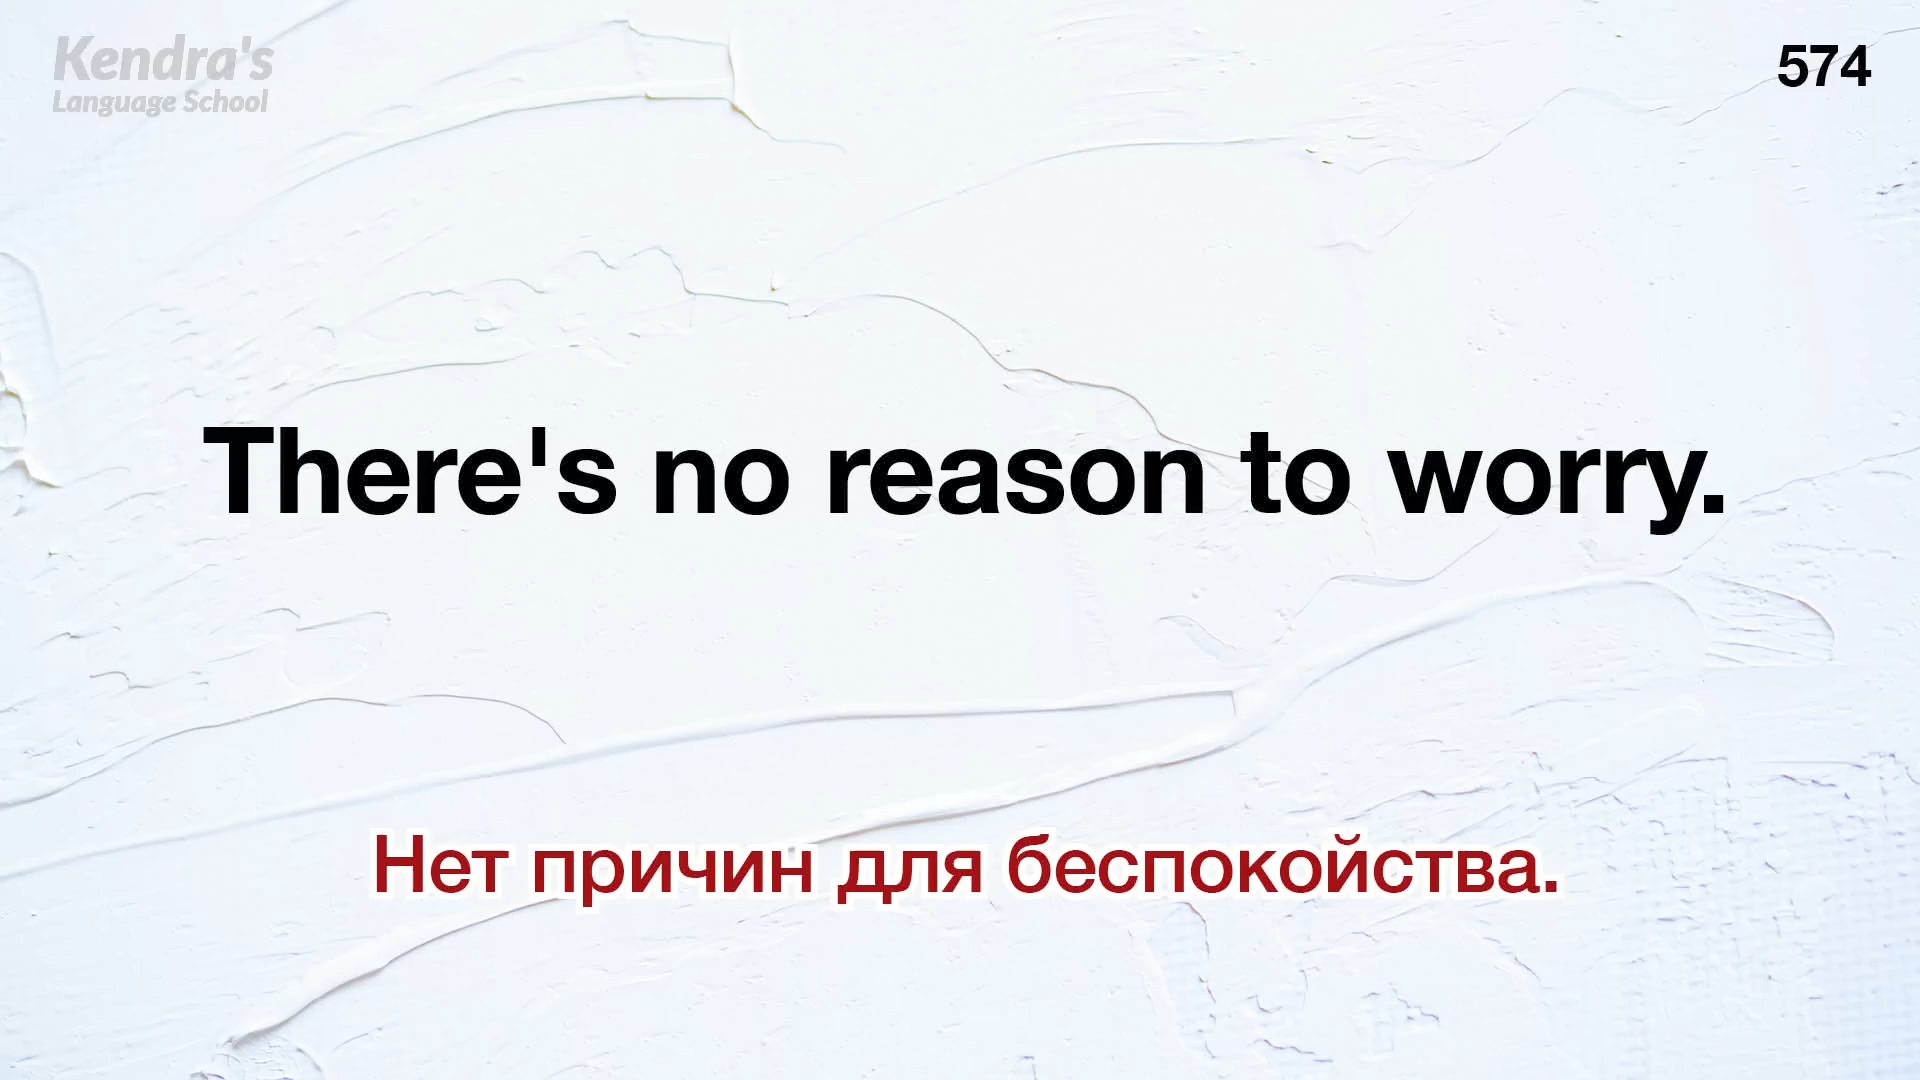 Kendra's
Language School
574
There's no reason to worry.
Нет причин для беспокойства.